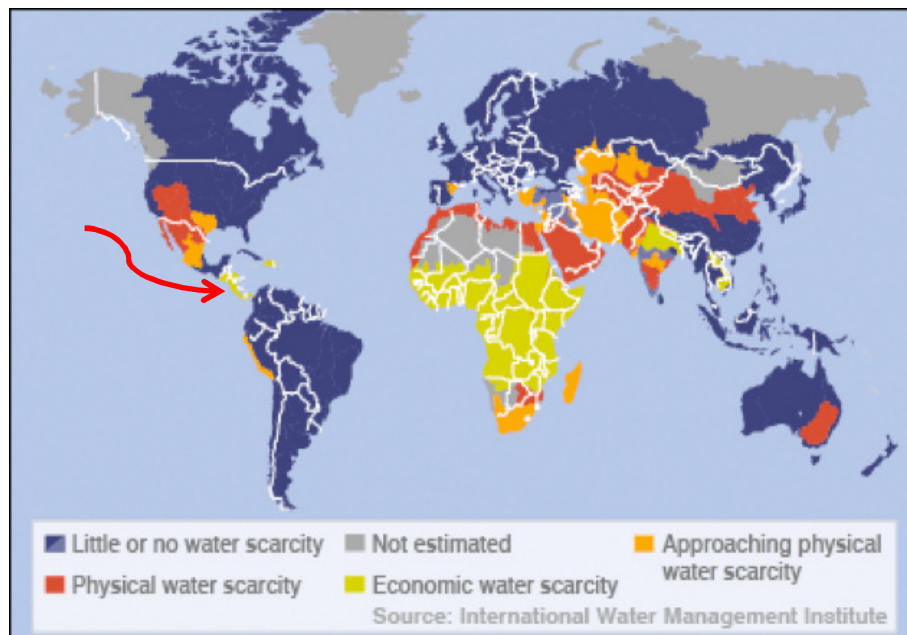 Little or no water scarcity
Not estimated
Approaching physical
water scarcity
Physical water scarcity
Economic water scarcity
Source: International Water Management Institute